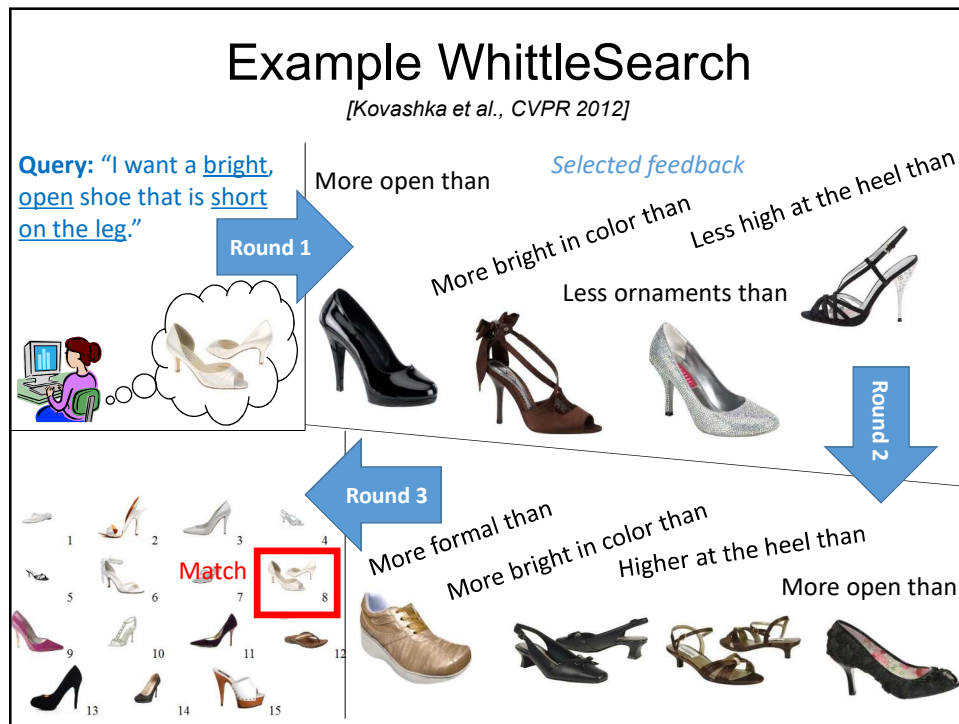 Example WhittleSearch
[Kovashka et al., CVPR 2012]
Query: “I want a bright,
open shoe that is short
on the leg.”
Round 1
Selected feedback
More open than
More bright in color than
Less ornaments than
Less high at the heel than
Round 2
More formal than
More bright in color than
Higher at the heel than
More open than
Round 3
1 2 3 4
5 6 7 8
Match
9 10 11 12
13 14 15